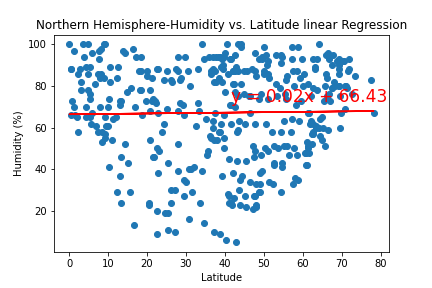 Northern Hemisphere-Humidity vs. Latitude linear Regression
100
80
60
40
20
Humidity (%)
y = 0.02x + 66.43
0 10 20 30 40 50 60 70 80
Latitude